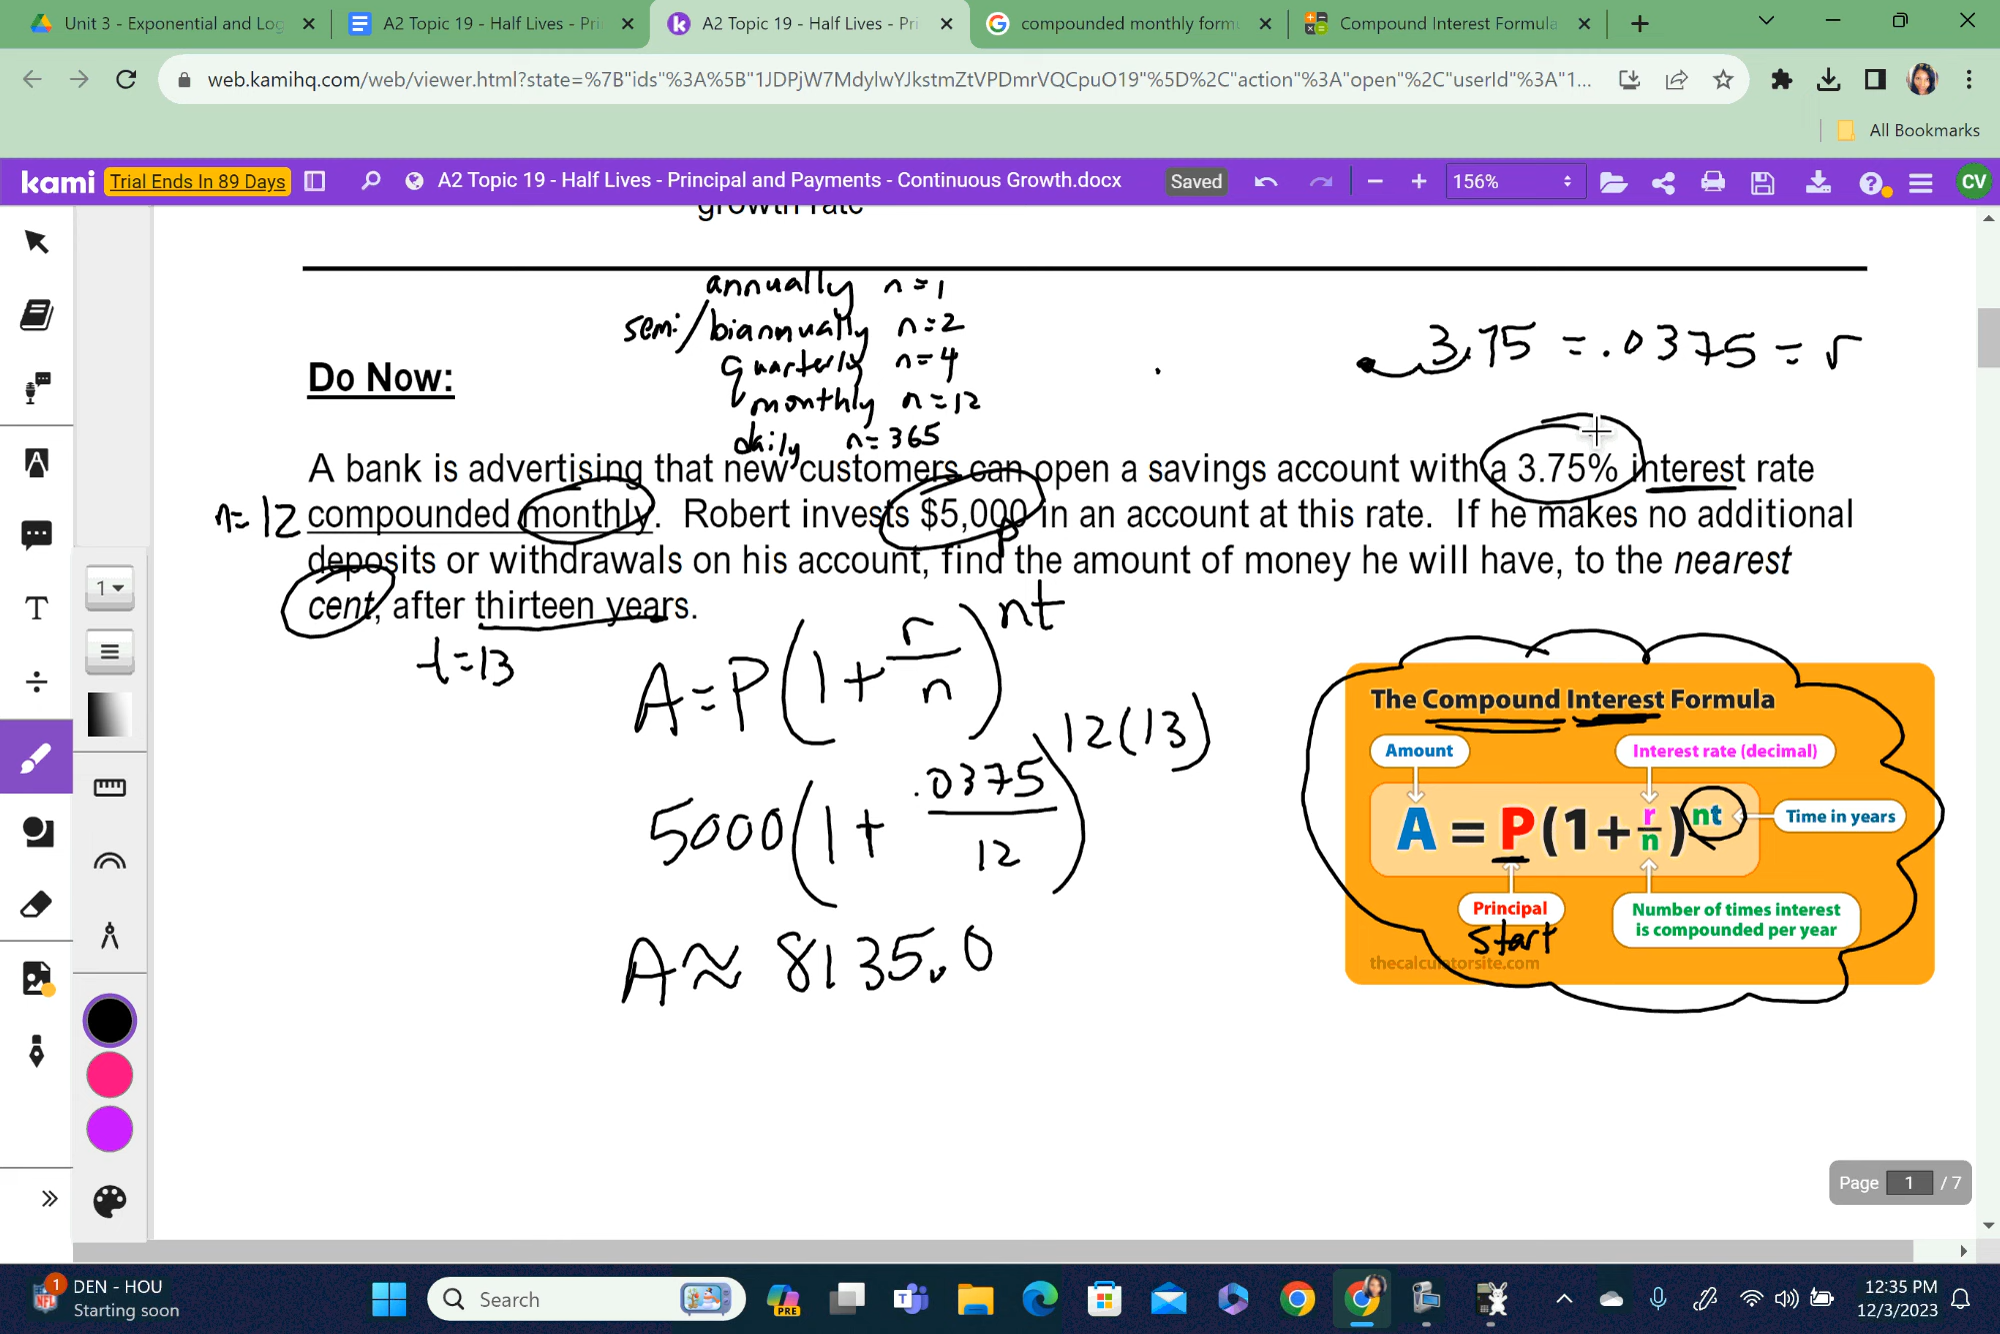 Unit 3 - Exponential and Log
A2 Topic 19 - Half Lives - Pri
A2 Topic 19 - Half Lives - Pri
compounded monthly form
Compound Interest Formula
web.kamihq.com/web/viewer.html?state=%7B"ids"%3A%5B"1JDPjW7MdylwYJkstmZtVPDmrVQCpuO19"%5D%2C"action"%3A"open"%2C"userId"%3A"1...
All Bookmarks
kami Trial Ends In 89 Days A2 Topic 19 - Half Lives - Principal and Payments - Continuous Growth.docx Saved 156% CV
growth rate
annually n=1
semi/biannually n=2
quarterly n=4
monthly n=12
daily n=365
3.75 = .0375 = r
Do Now:
A bank is advertising that new customers can open a savings account with a 3.75% interest rate
n=12 compounded monthly. Robert invests $5,000 in an account at this rate. If he makes no additional
P
deposits or withdrawals on his account, find the amount of money he will have, to the nearest
cent, after thirteen years.
t=13
A=P(1+r/n)^nt
5000(1+.0375/12)^12(13)
A≈8135.0
The Compound Interest Formula
Amount
Interest rate (decimal)
A = P(1+r/n)nt
Time in years
Principal
start
Number of times interest
is compounded per year
thecalculatorsite.com
1
T
Page 1 / 7
1
DEN - HOU
Starting soon
Search
PRE
12:35 PM
12/3/2023